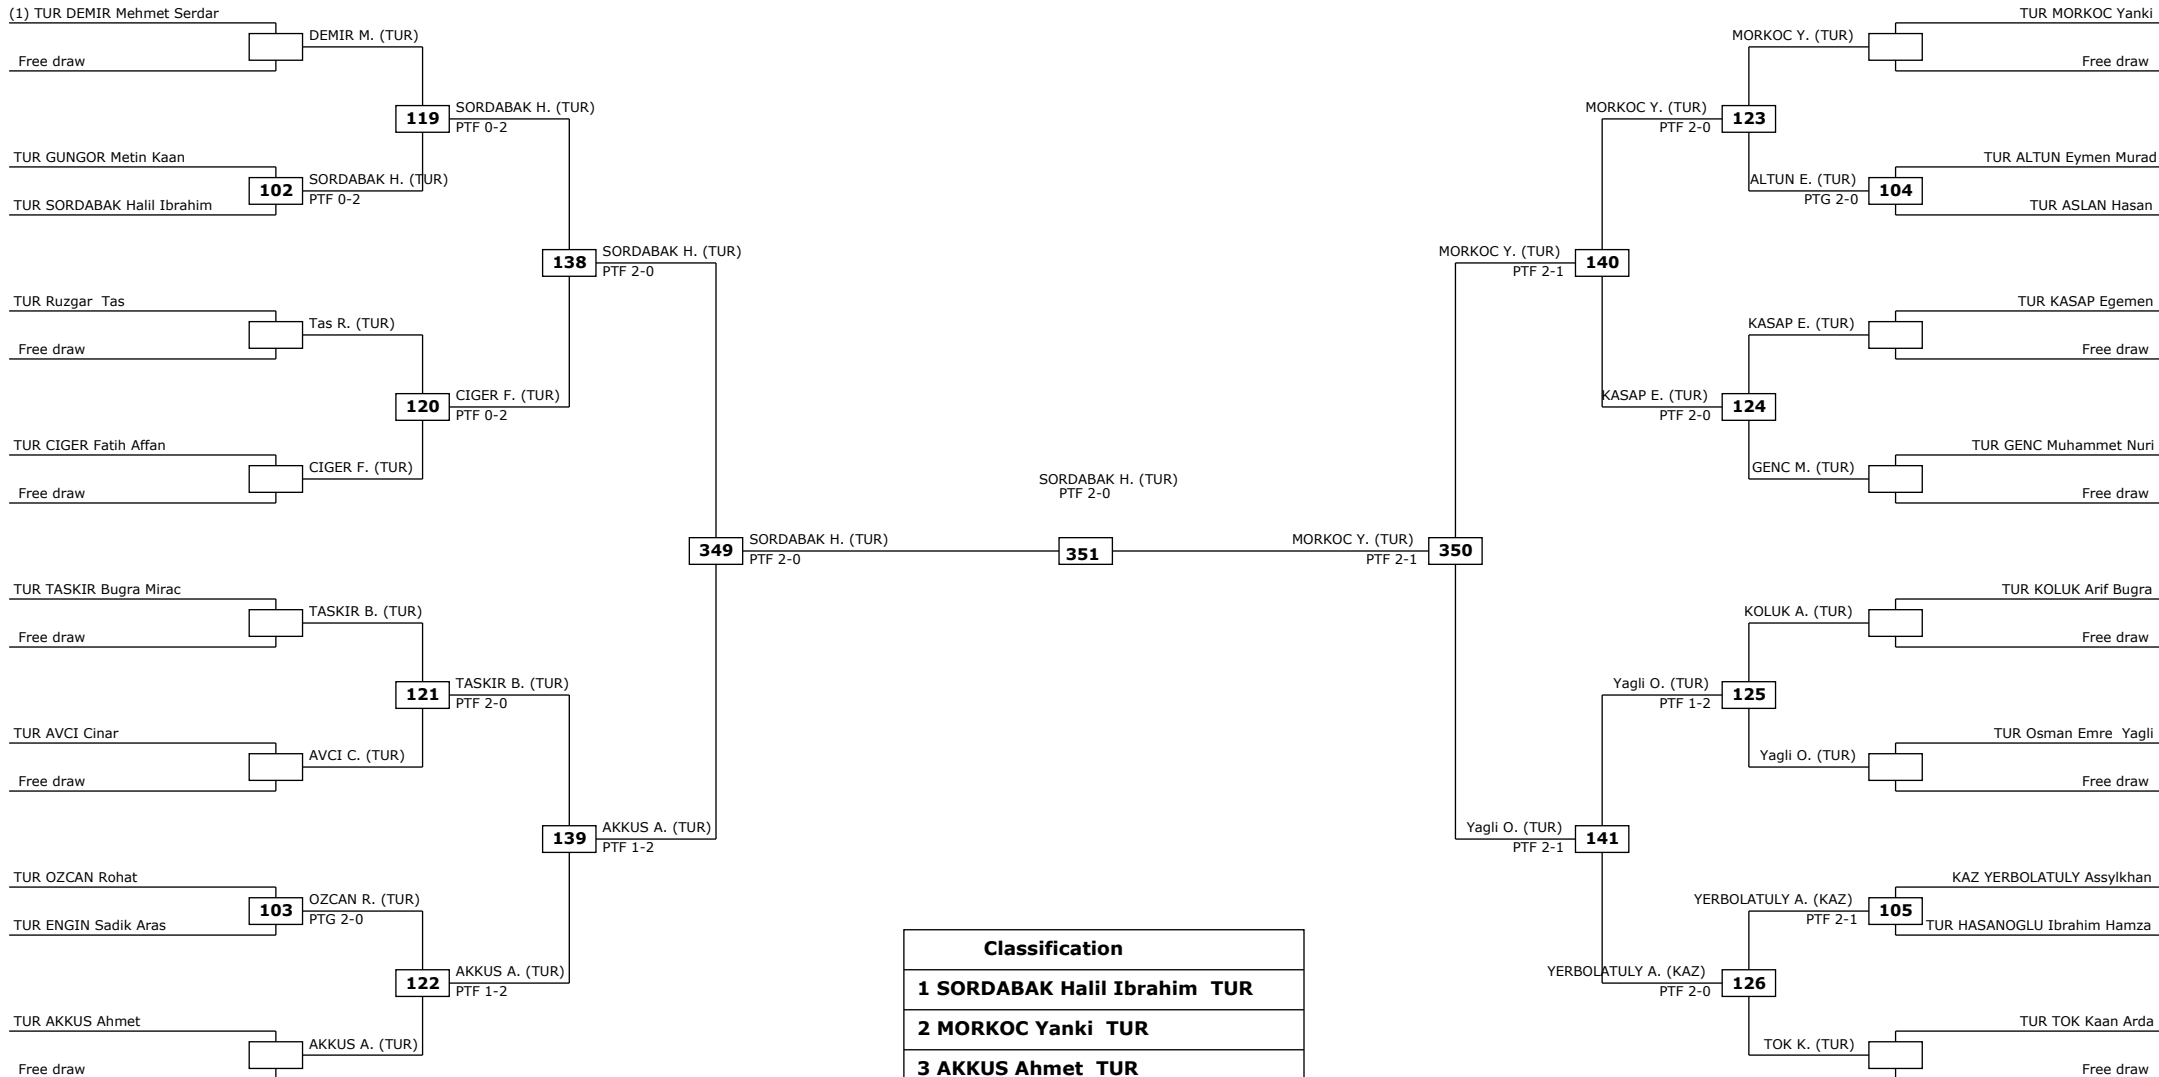 (1) TUR DEMIR Mehmet Serdar
DEMIR M. (TUR)
Free draw
119
SORDABAK H. (TUR)
PTF 0-2
TUR GUNGOR Metin Kaan
102
SORDABAK H. (TUR)
PTF 0-2
TUR SORDABAK Halil Ibrahim
138
SORDABAK H. (TUR)
PTF 2-0
TUR Ruzgar  Tas
Tas R. (TUR)
Free draw
120
CIGER F. (TUR)
PTF 0-2
TUR CIGER Fatih Affan
CIGER F. (TUR)
Free draw
349
SORDABAK H. (TUR)
PTF 2-0
TUR TASKIR Bugra Mirac
TASKIR B. (TUR)
Free draw
121
TASKIR B. (TUR)
PTF 2-0
TUR AVCI Cinar
AVCI C. (TUR)
Free draw
139
AKKUS A. (TUR)
PTF 1-2
TUR OZCAN Rohat
103
OZCAN R. (TUR)
PTG 2-0
TUR ENGIN Sadik Aras
122
AKKUS A. (TUR)
PTF 1-2
TUR AKKUS Ahmet
AKKUS A. (TUR)
Free draw
SORDABAK H. (TUR)
PTF 2-0
351
TUR MORKOC Yanki
MORKOC Y. (TUR)
Free draw
MORKOC Y. (TUR)
PTF 2-0
123
TUR ALTUN Eymen Murad
ALTUN E. (TUR)
PTG 2-0
104
TUR ASLAN Hasan
MORKOC Y. (TUR)
PTF 2-1
140
TUR KASAP Egemen
KASAP E. (TUR)
Free draw
KASAP E. (TUR)
PTF 2-0
124
TUR GENC Muhammet Nuri
GENC M. (TUR)
Free draw
MORKOC Y. (TUR)
PTF 2-1
350
TUR KOLUK Arif Bugra
KOLUK A. (TUR)
Free draw
Yagli O. (TUR)
PTF 1-2
125
TUR Osman Emre  Yagli
Yagli O. (TUR)
Free draw
Yagli O. (TUR)
PTF 2-1
141
KAZ YERBOLATULY Assylkhan
YERBOLATULY A. (KAZ)
PTF 2-1
105
TUR HASANOGLU Ibrahim Hamza
YERBOLATULY A. (KAZ)
PTF 2-0
126
TUR TOK Kaan Arda
TOK K. (TUR)
Free draw
Classification
1 SORDABAK Halil Ibrahim  TUR
2 MORKOC Yanki  TUR
3 AKKUS Ahmet  TUR